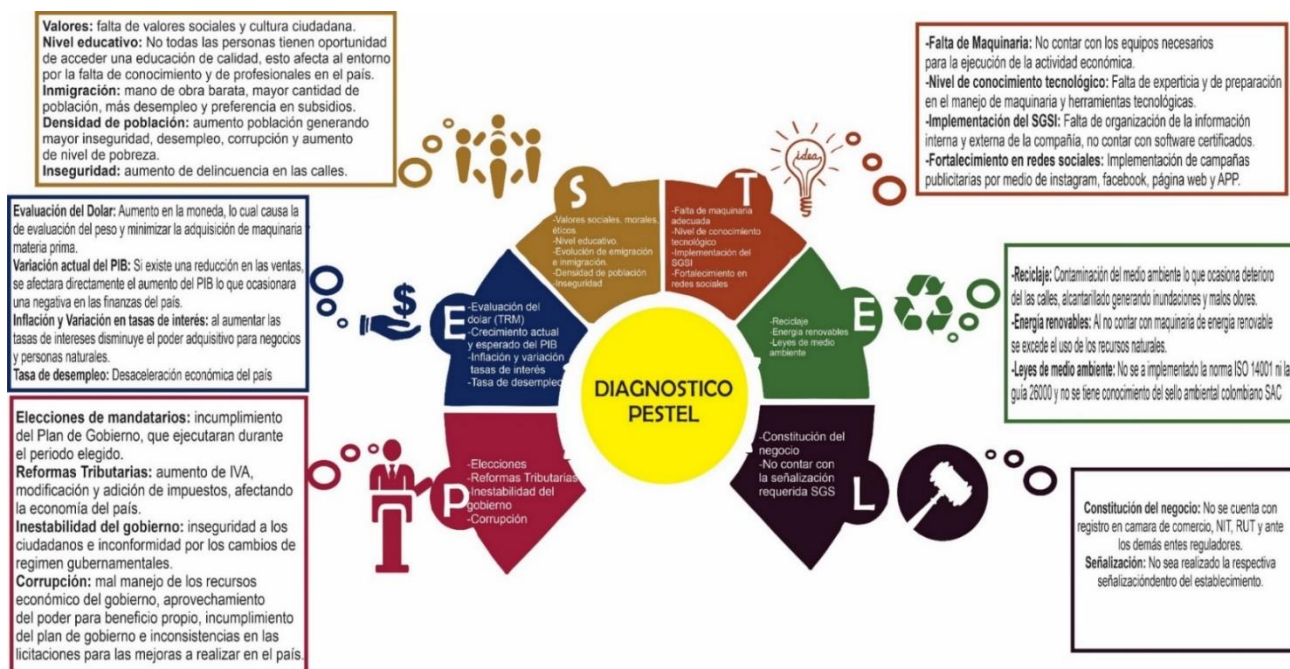 Valores: falta de valores sociales y cultura ciudadana.
Nivel educativo: No todas las personas tienen oportunidad
de acceder una educación de calidad, esto afecta al entorno
por la falta de conocimiento y de profesionales en el país.
Inmigración: mano de obra barata, mayor cantidad de
población, más desempleo y preferencia en subsidios.
Densidad de población: aumento población generando
mayor inseguridad, desempleo, corrupción y aumento
de nivel de pobreza.
Inseguridad: aumento de delincuencia en las calles.
Evaluación del Dolar: Aumento en la moneda, lo cual causa la
de evaluación del peso y minimizar la adquisición de maquinaria
materia prima.
Variación actual del PIB: Si existe una reducción en las ventas,
se afectara directamente el aumento del PIB lo que ocasionara
una negativa en las finanzas del país.
Inflación y Variación en tasas de interés: al aumentar las
tasas de intereses disminuye el poder adquisitivo para negocios
y personas naturales.
Tasa de desempleo: Desaceleración económica del país
Elecciones de mandatarios: incumplimiento
del Plan de Gobierno, que ejecutaran durante
el periodo elegido.
Reformas Tributarias: aumento de IVA,
modificación y adición de impuestos, afectando
la economía del país.
Inestabilidad del gobierno: inseguridad a los
ciudadanos e inconformidad por los cambios de
regimen gubernamentales.
Corrupción: mal manejo de los recursos
económico del gobierno, aprovechamiento
del poder para beneficio propio, incumplimiento
del plan de gobierno e inconsistencias en las
licitaciones para las mejoras a realizar en el país.
P
-Elecciones
-Reformas Tributarias
-Inestabilidad del
gobierno
-Corrupción
E
-Evaluación del
dolar (TRM)
-Crecimiento actual
y esperado del PIB
-Inflación y variación
tasas de interés
-Tasa de desempleo
S
-Valores sociales, morales,
éticos
-Nivel educativo.
-Evolución de emigración
e inmigración.
-Densidad de población
-Inseguridad
T
-Falta de maquinaria
adecuada
-Nivel de conocimiento
tecnológico
-Implementación del
SGSI
-Fortalecimiento en
redes sociales
idea
E
-Reciclaje
-Energia renovables
-Leyes de medio
ambiente
L
-Constitución del
negocio
-No contar con
la señalización
requerida SGS
DIAGNOSTICO
PESTEL
-Falta de Maquinaria: No contar con los equipos necesarios
para la ejecución de la actividad económica.
-Nivel de conocimiento tecnológico: Falta de experticia y de preparación
en el manejo de maquinaria y herramientas tecnológicas.
-Implementación del SGSI: Falta de organización de la información
interna y externa de la compañía, no contar con software certificados.
-Fortalecimiento en redes sociales: Implementación de campañas
publicitarias por medio de instagram, facebook, página web y APP.
-Reciclaje: Contaminación del medio ambiente lo que ocasiona deterioro
del las calles, alcantarillado generando inundaciones y malos olores.
-Energía renovables: Al no contar con maquinaria de energía renovable
se excede el uso de los recursos naturales.
-Leyes de medio ambiente: No se a implementado la norma ISO 14001 ni la
guía 26000 y no se tiene conocimiento del sello ambiental colombiano SAC
Constitución del negocio: No se cuenta con
registro en camara de comercio, NIT, RUT y ante
los demás entes reguladores.
Señalización: No sea realizado la respectiva
señalizacióndentro del establecimiento.